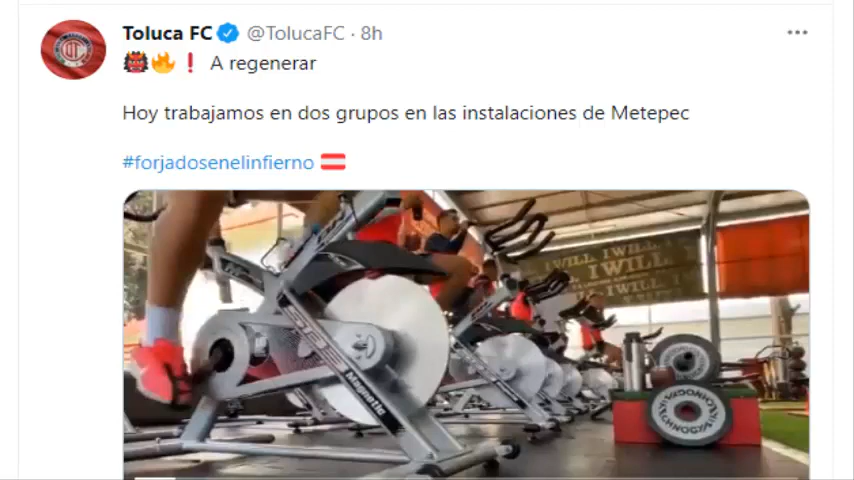 Toluca FC @TolucaFC · 8h
A regenerar
Hoy trabajamos en dos grupos en las instalaciones de Metepec
#forjadosenelinfierno
I WILL I WILL
I WILL
Magnetic